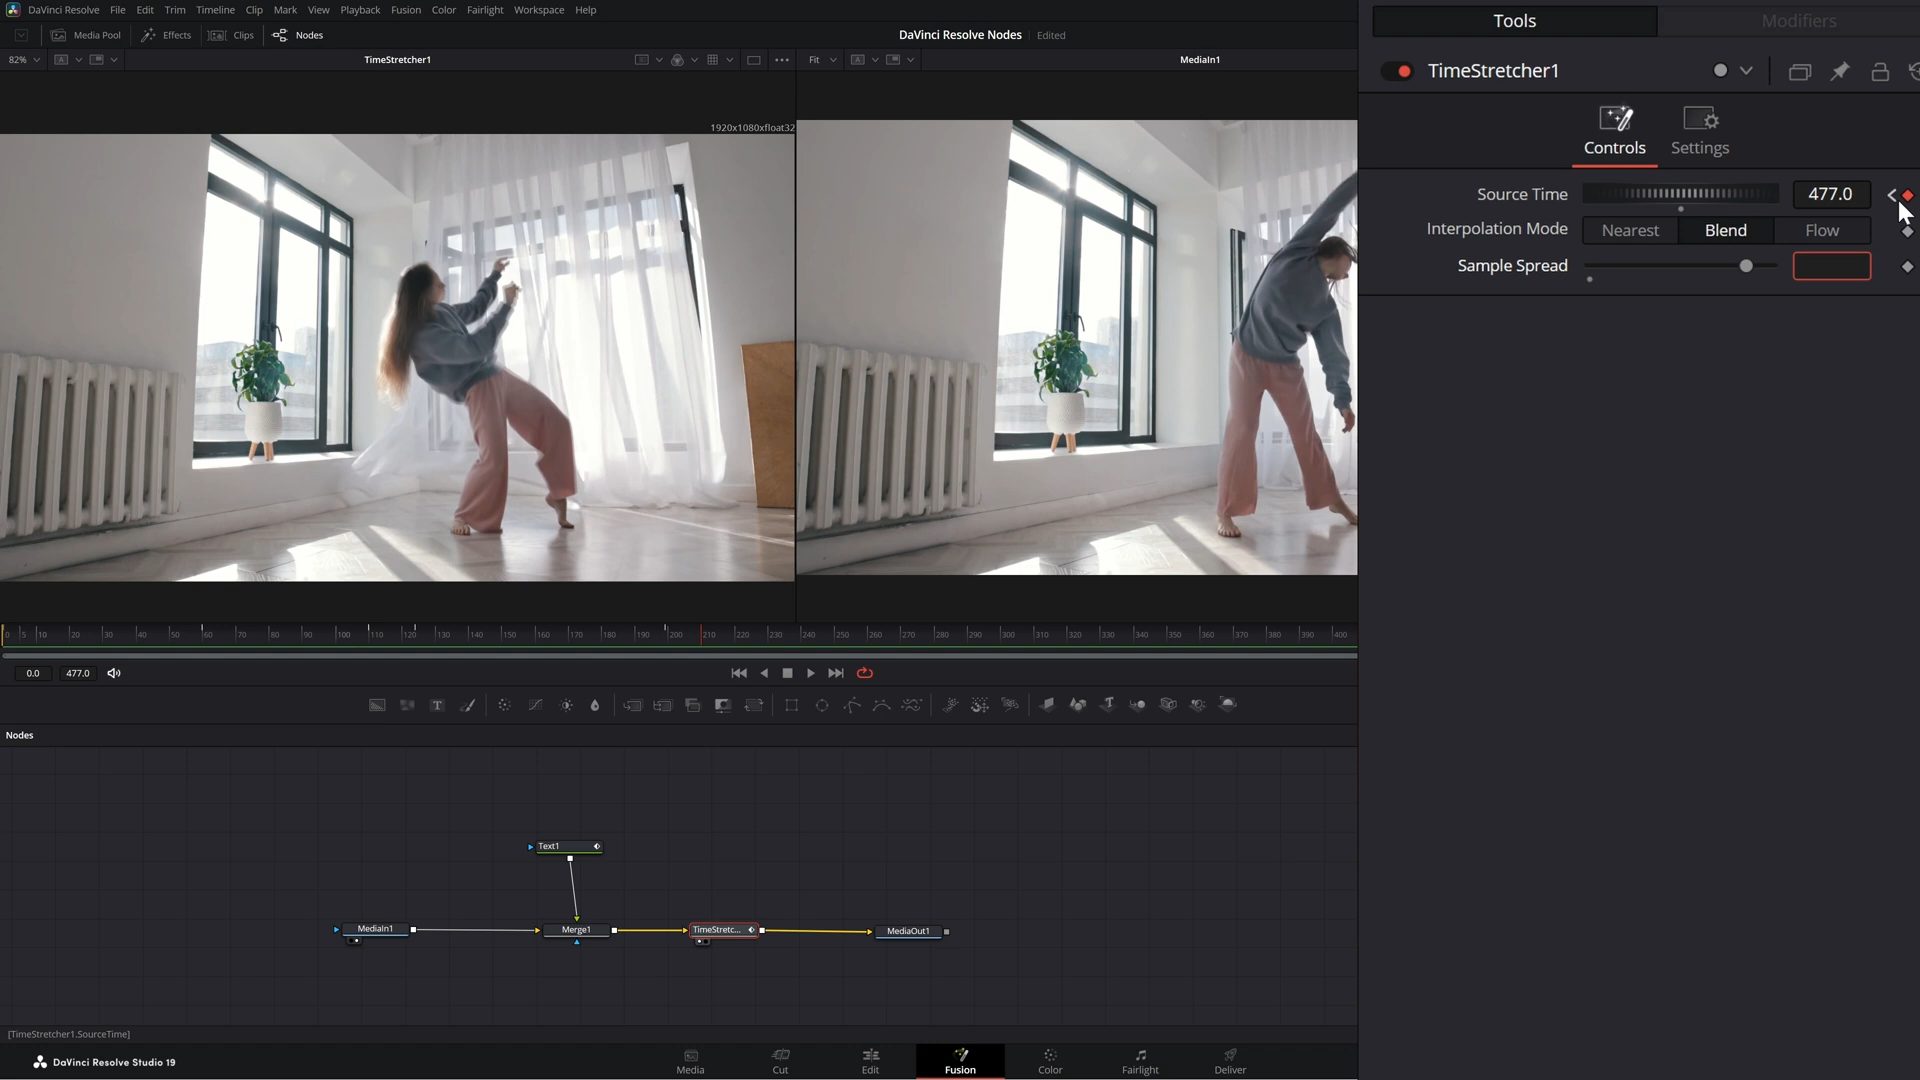 DaVinci Resolve File Edit Trim Timeline Clip Mark View Playback Fusion Color Fairlight Workspace Help
Media Pool Effects Clips Nodes
DaVinci Resolve Nodes Edited
82% TimeStretcher1
Fit MediaIn1
1920x1080xfloat32
Tools Modifiers
TimeStretcher1
Controls Settings
Source Time 477.0
Interpolation Mode Nearest Blend Flow
Sample Spread
0 5 10 20 30 40 50 60 70 80 90 100 110 120 130 140 150 160 170 180 190 200 210 220 230 240 250 260 270 280 290 300 310 320 330 340 350 360 370 380 390 400
0.0 477.0
Nodes
Text1
MediaIn1 Merge1 TimeStretc... MediaOut1
[TimeStretcher1.SourceTime]
DaVinci Resolve Studio 19
Media Cut Edit Fusion Color Fairlight Deliver